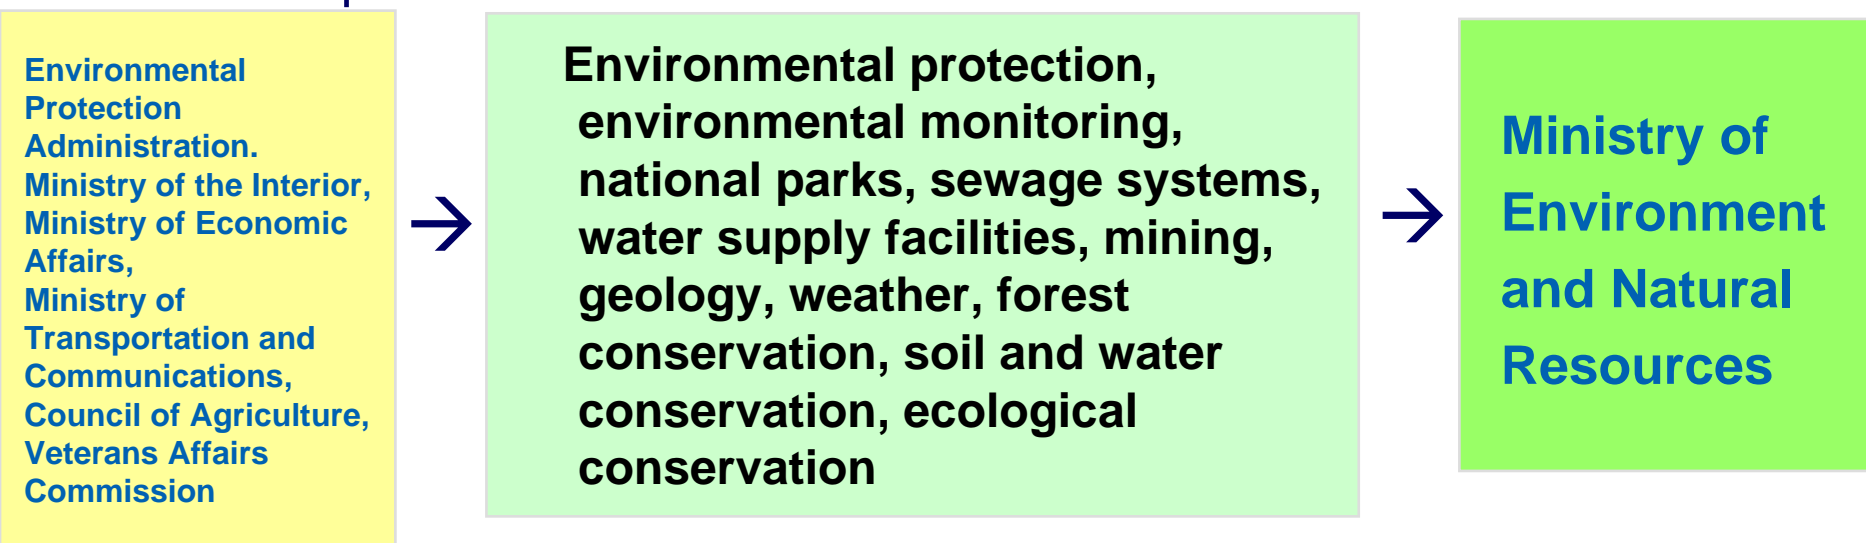 Environmental
Protection
Administration.
Ministry of the Interior,
Ministry of Economic
Affairs,
Ministry of
Transportation and
Communications,
Council of Agriculture,
Veterans Affairs
Commission
→
Environmental protection,
environmental monitoring,
national parks, sewage systems,
water supply facilities, mining,
geology, weather, forest
conservation, soil and water
conservation, ecological
conservation
→
Ministry of
Environment
and Natural
Resources